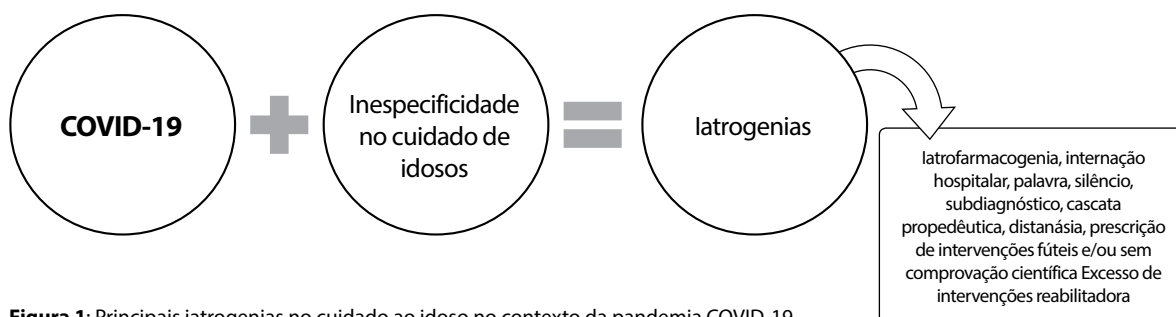 COVID-19
Inespecificidade
no cuidado de
idosos
Iatrogenias
Iatrofarmacogenia, internação
hospitalar, palavra, silêncio,
subdiagnóstico, cascata
propedêutica, distanásia, prescrição
de intervenções fúteis e/ou sem
comprovação científica Excesso de
intervenções reabilitadora
Figura 1: Principais iatrogenias no cuidado ao idoso no contexto da pandemia COVID-19